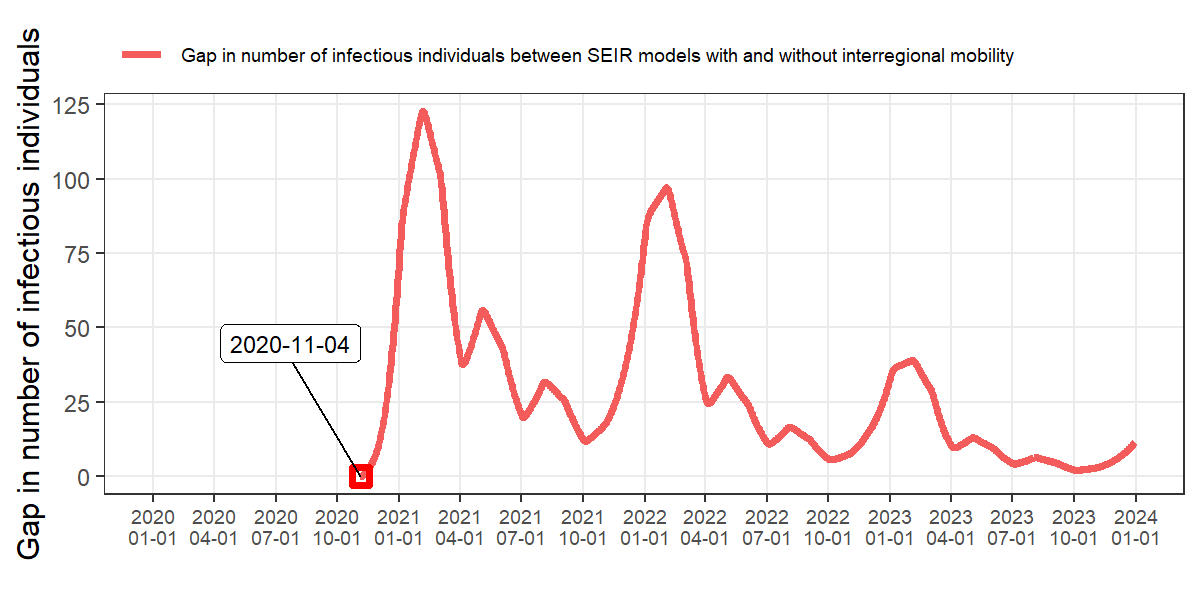 Gap in number of infectious individuals between SEIR models with and without interregional mobility
Gap in number of infectious individuals
125
100
75
50
25
0
2020-11-04
2020 2020 2020 2020 2021 2021 2021 2021 2022 2022 2022 2022 2023 2023 2023 2023 2024
01-01 04-01 07-01 10-01 01-01 04-01 07-01 10-01 01-01 04-01 07-01 10-01 01-01 04-01 07-01 10-01 01-01